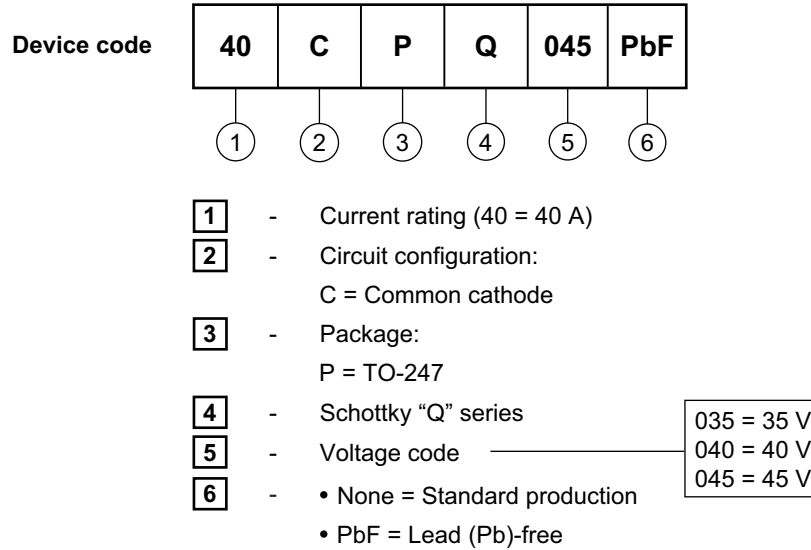 Device code 40 C P Q 045 PbF
1 2 3 4 5 6
1 - Current rating (40 = 40 A)
2 - Circuit configuration:
C = Common cathode
3 - Package:
P = TO-247
4 - Schottky “Q” series
5 - Voltage code
035 = 35 V
040 = 40 V
045 = 45 V
6 - • None = Standard production
• PbF = Lead (Pb)-free